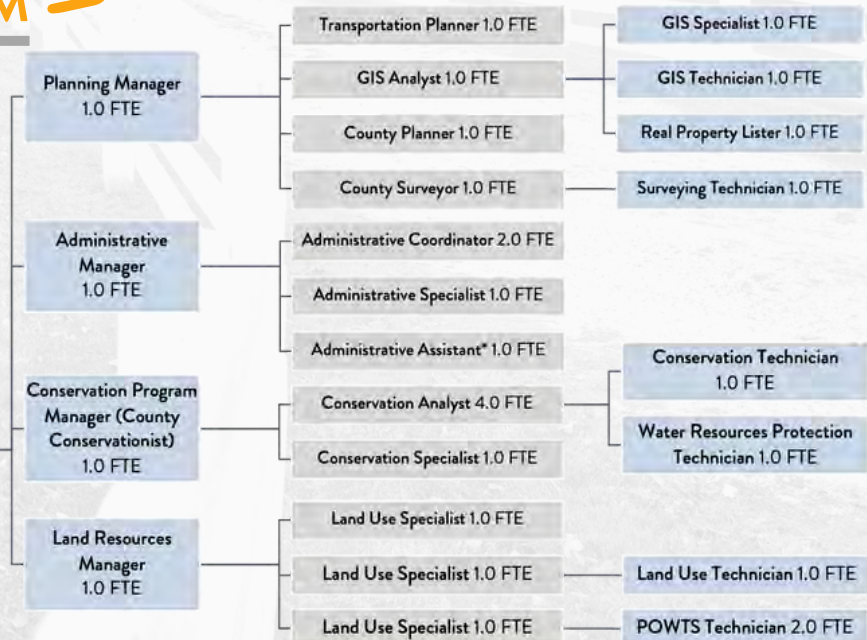 M
Planning Manager
1.0 FTE
Transportation Planner 1.0 FTE
GIS Analyst 1.0 FTE
County Planner 1.0 FTE
County Surveyor 1.0 FTE
GIS Specialist 1.0 FTE
GIS Technician 1.0 FTE
Real Property Lister 1.0 FTE
Surveying Technician 1.0 FTE
Administrative
Manager
1.0 FTE
Administrative Coordinator 2.0 FTE
Administrative Specialist 1.0 FTE
Administrative Assistant* 1.0 FTE
Conservation Program
Manager (County
Conservationist)
1.0 FTE
Conservation Analyst 4.0 FTE
Conservation Specialist 1.0 FTE
Conservation Technician
1.0 FTE
Water Resources Protection
Technician 1.0 FTE
Land Resources
Manager
1.0 FTE
Land Use Specialist 1.0 FTE
Land Use Specialist 1.0 FTE
Land Use Specialist 1.0 FTE
Land Use Technician 1.0 FTE
POWTS Technician 2.0 FTE